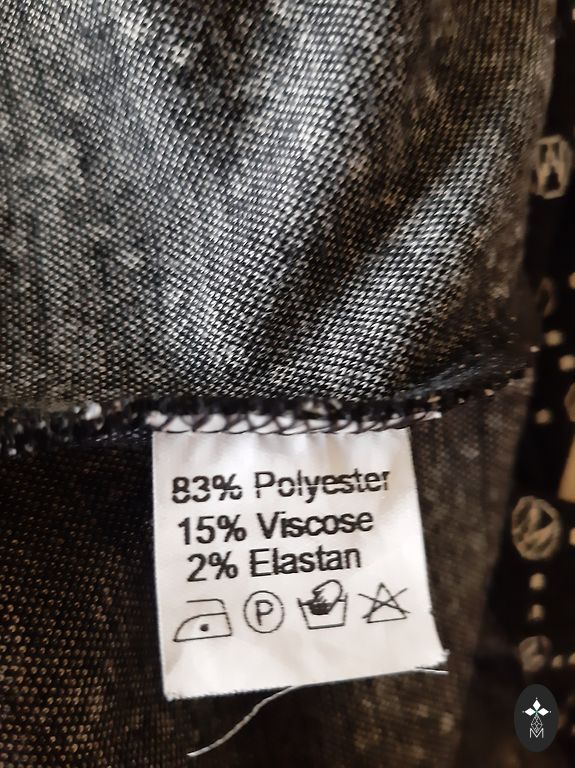 83% Polyester
15% Viscose
2% Elastan
P